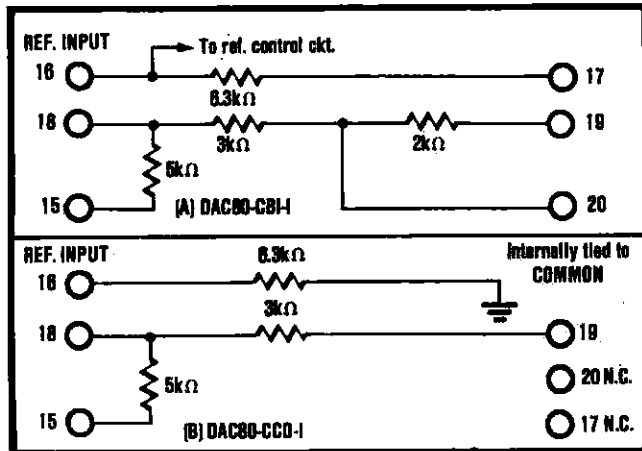 REF. INPUT
To ref. control ckt.
16
17
6.3kΩ
18
19
3kΩ
2kΩ
5kΩ
15
20
(A) DAC80-CBI-I
REF. INPUT
6.3kΩ
Internally tied to
COMMON
16
3kΩ
18
19
5kΩ
20 N.C.
15
17 N.C.
(B) DAC80-CCD-I